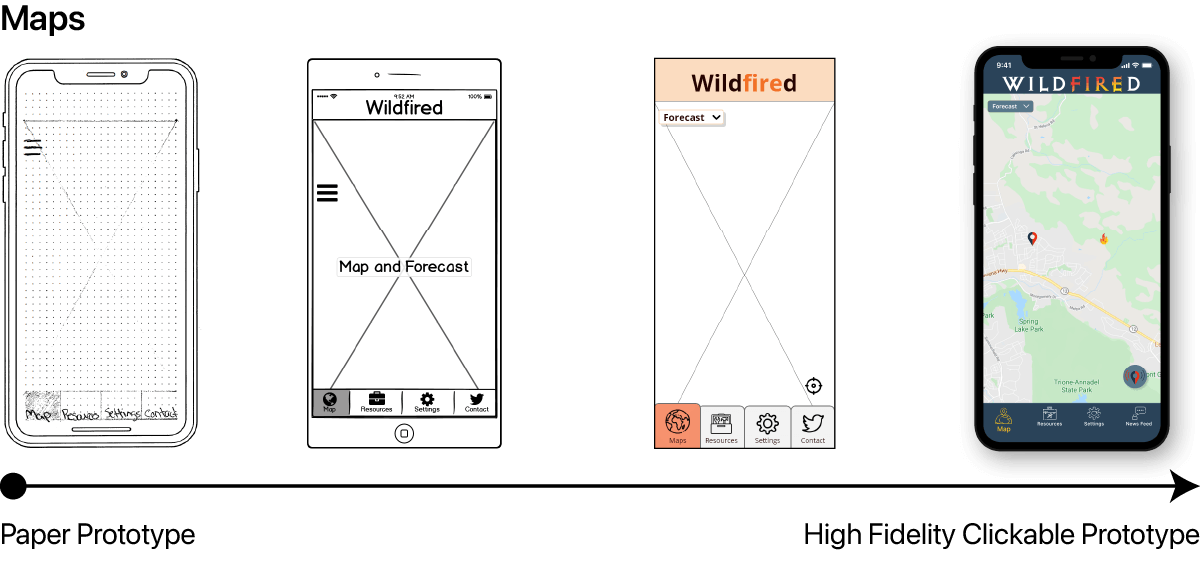 Maps
Map Resources Settings Contact
9:52 AM 100%
Wildfired
Map and Forecast
Map Resources Settings Contact
Wildfired
Forecast
Maps Resources Settings Contact
9:41
WILDFIRED
Forecast
Spring
Lake Park
Trione-Annadel
State Park
Map Resources Settings News Feed
Paper Prototype High Fidelity Clickable Prototype